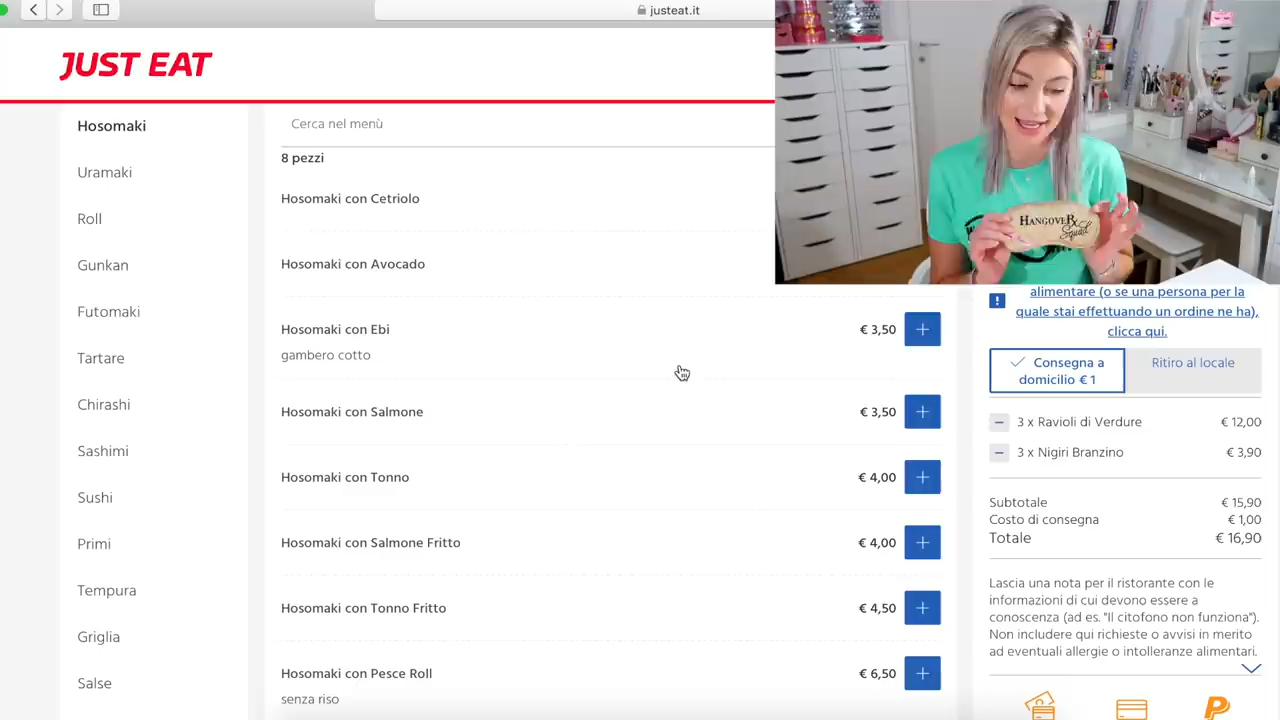 justeat.it
JUST EAT
Hosomaki
Uramaki
Roll
Gunkan
Futomaki
Tartare
Chirashi
Sashimi
Sushi
Primi
Tempura
Griglia
Salse
Cerca nel menù
8 pezzi
Hosomaki con Cetriolo
Hosomaki con Avocado
Hosomaki con Ebi € 3,50
gambero cotto
Hosomaki con Salmone € 3,50
Hosomaki con Tonno € 4,00
Hosomaki con Salmone Fritto € 4,00
Hosomaki con Tonno Fritto € 4,50
Hosomaki con Pesce Roll € 6,50
senza riso
HANGOVER
Squad
alimentare (o se una persona per la
quale stai effettuando un ordine ne ha),
clicca qui.
Consegna a
domicilio € 1
Ritiro al locale
3 x Ravioli di Verdure € 12,00
3 x Nigiri Branzino € 3,90
Subtotale € 15,90
Costo di consegna € 1,00
Totale € 16,90
Lascia una nota per il ristorante con le
informazioni di cui devono essere a
conoscenza (ad es. "Il citofono non funziona").
Non includere qui richieste o avvisi in merito
ad eventuali allergie o intolleranze alimentari.